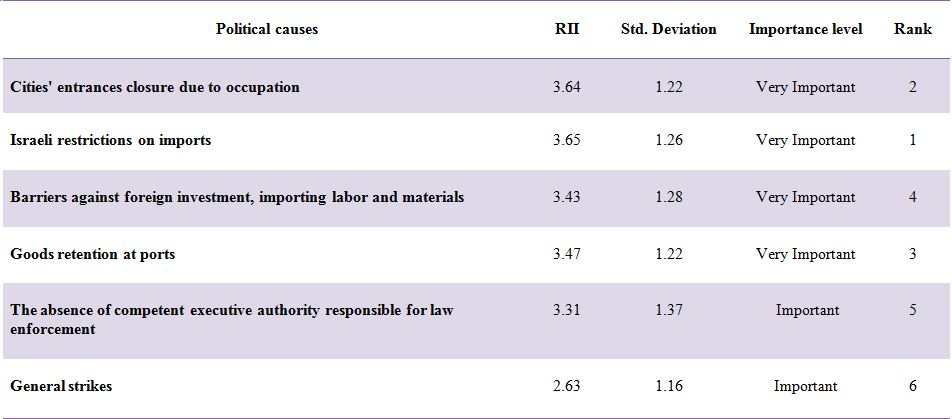 Political causes RII Std. Deviation Importance level Rank
Cities' entrances closure due to occupation 3.64 1.22 Very Important 2
Israeli restrictions on imports 3.65 1.26 Very Important 1
Barriers against foreign investment, importing labor and materials 3.43 1.28 Very Important 4
Goods retention at ports 3.47 1.22 Very Important 3
The absence of competent executive authority responsible for law 3.31 1.37 Important 5
enforcement
General strikes 2.63 1.16 Important 6